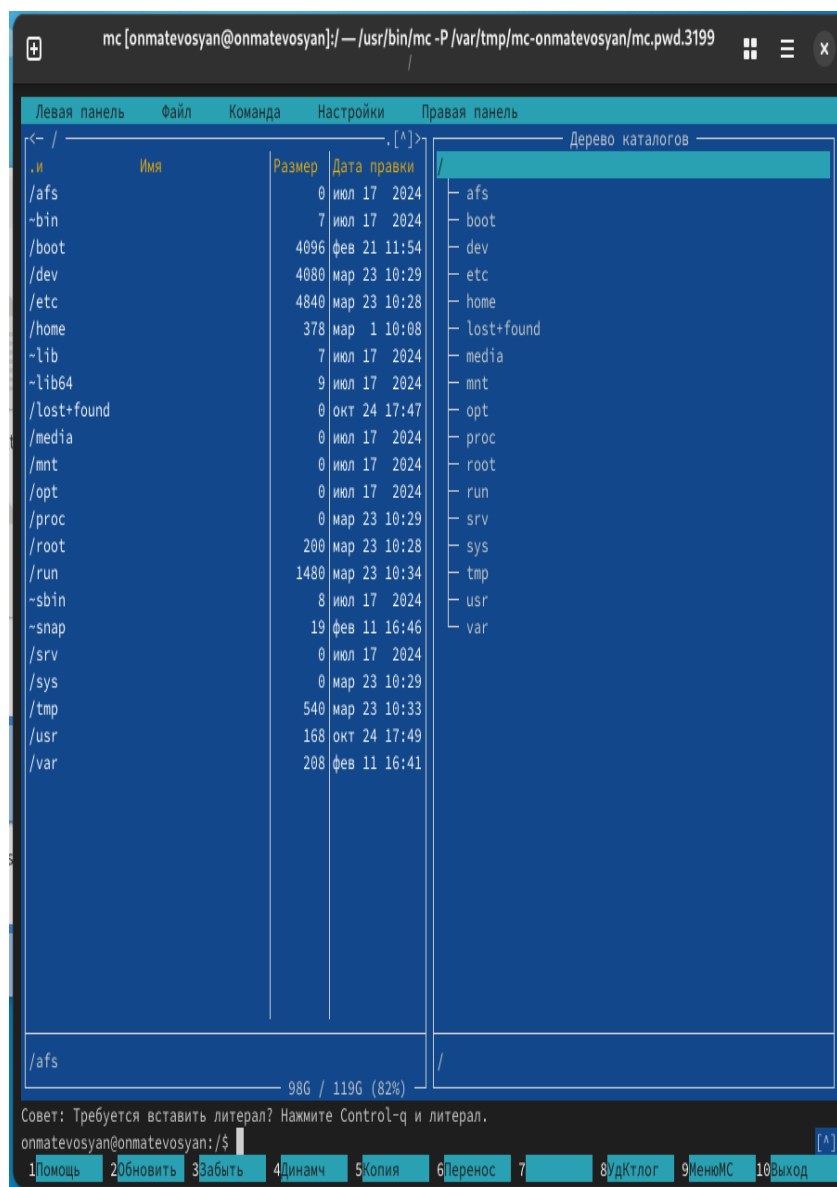 mc [onmatevosyan@onmatevosyan]:/ — /usr/bin/mc -P /var/tmp/mc-onmatevosyan/mc.pwd.3199
/
Левая панель Файл Команда Настройки Правая панель
<— / .[^]>
.и Имя Размер Дата правки
/afs 0 июл 17 2024
~bin 7 июл 17 2024
/boot 4096 фев 21 11:54
/dev 4080 мар 23 10:29
/etc 4840 мар 23 10:28
/home 378 мар 1 10:08
~lib 7 июл 17 2024
~lib64 9 июл 17 2024
/lost+found 0 окт 24 17:47
/media 0 июл 17 2024
/mnt 0 июл 17 2024
/opt 0 июл 17 2024
/proc 0 мар 23 10:29
/root 200 мар 23 10:28
/run 1480 мар 23 10:34
~sbin 8 июл 17 2024
~snap 19 фев 11 16:46
/srv 0 июл 17 2024
/sys 0 мар 23 10:29
/tmp 540 мар 23 10:33
/usr 168 окт 24 17:49
/var 208 фев 11 16:41
/afs
98G / 119G (82%)
Дерево каталогов
/
afs
boot
dev
etc
home
lost+found
media
mnt
opt
proc
root
run
srv
sys
tmp
usr
var
/
Совет: Требуется вставить литерал? Нажмите Control-q и литерал.
onmatevosyan@onmatevosyan:/$ [^]
1Помощь 2Обновить 3Забыть 4Динамч 5Копия 6Перенос 7 8УдКтлог 9МенюМС 10Выход